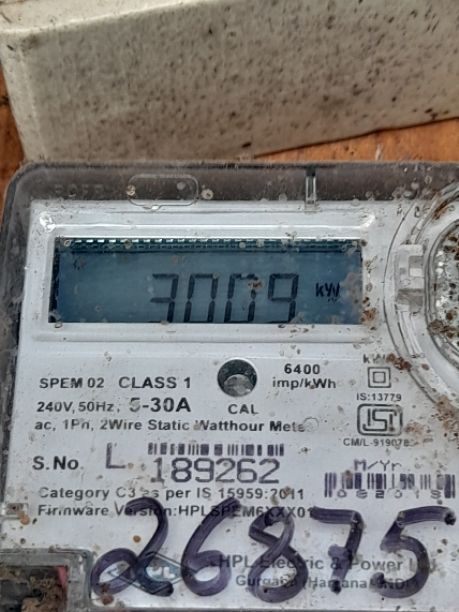 3009
SPEM 02 CLASS 1
6400
imp/kWh
240V, 50Hz, 5-30A CAL
IS:13779
ac, 1Ph, 2Wire Static Watthour Meter
CM/L-919078
S.No. L 189262
M/Yr
Category C3 as per IS 15959:2011
Firmware Version:HPLSPEM6XXX01
26875
HPL Electric & Power
Gurgaon (Haryana)